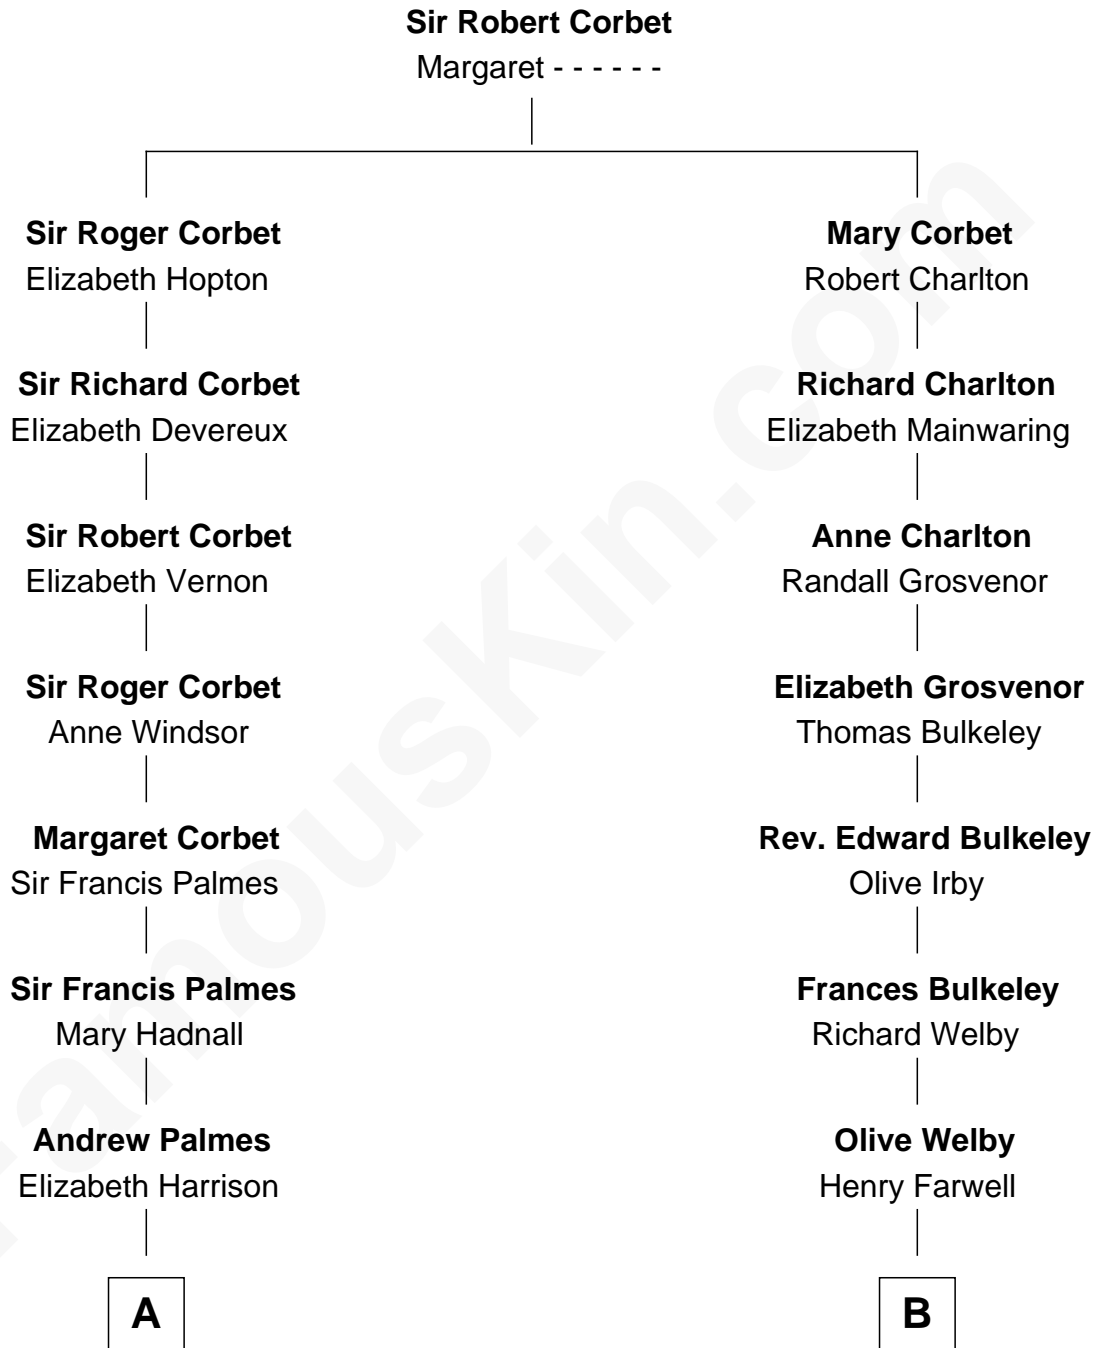 Sir Robert Corbet
Margaret - - - - - -
Sir Roger Corbet
Elizabeth Hopton
Mary Corbet
Robert Charlton
Sir Richard Corbet
Elizabeth Devereux
Richard Charlton
Elizabeth Mainwaring
Sir Robert Corbet
Elizabeth Vernon
Anne Charlton
Randall Grosvenor
Sir Roger Corbet
Anne Windsor
Elizabeth Grosvenor
Thomas Bulkeley
Margaret Corbet
Sir Francis Palmes
Rev. Edward Bulkeley
Olive Irby
Sir Francis Palmes
Mary Hadnall
Frances Bulkeley
Richard Welby
Andrew Palmes
Elizabeth Harrison
Olive Welby
Henry Farwell
A
B
FamousKin.com